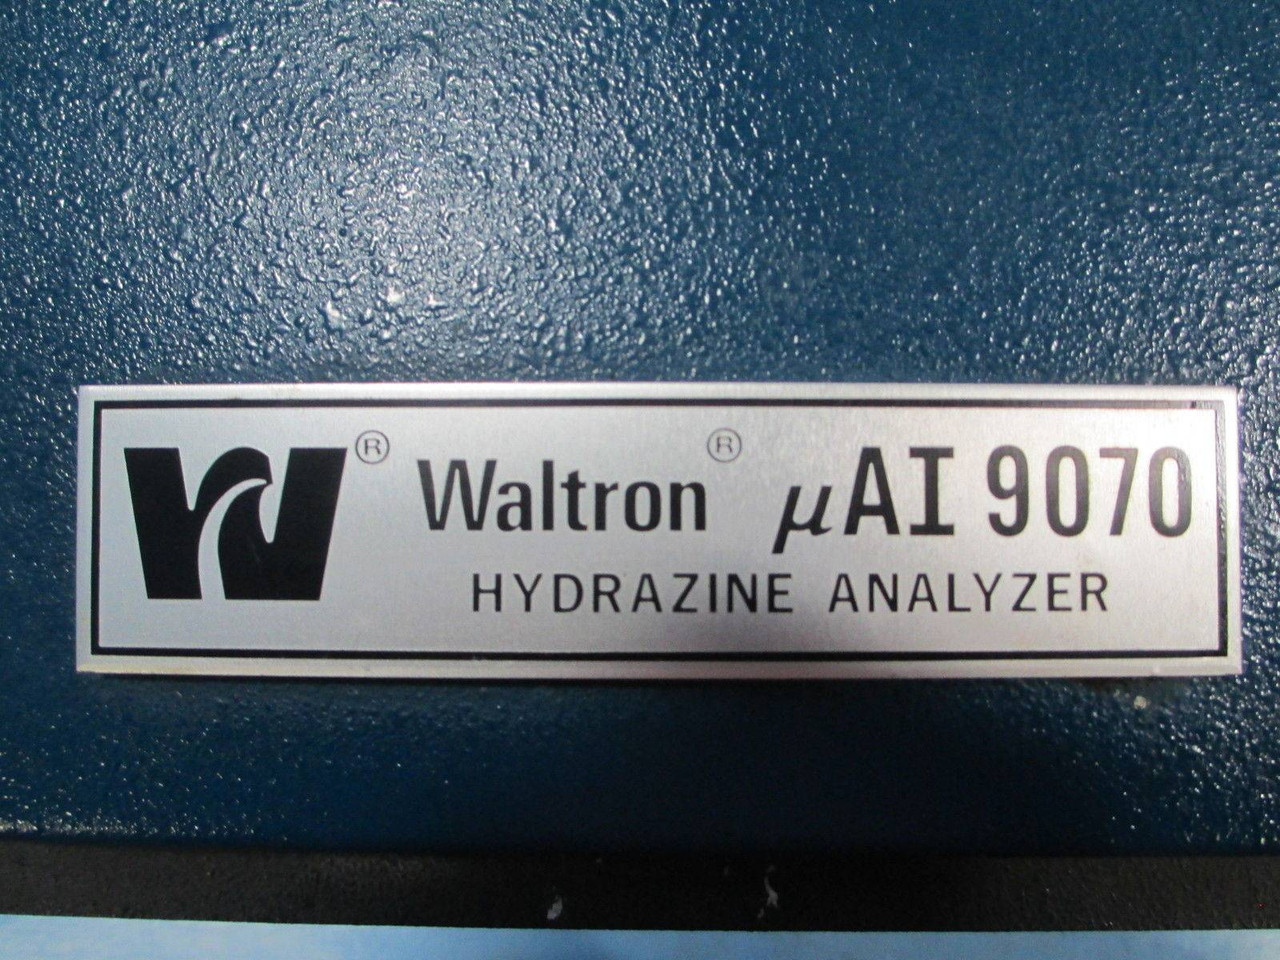 W® Waltron® µAI 9070
HYDRAZINE ANALYZER